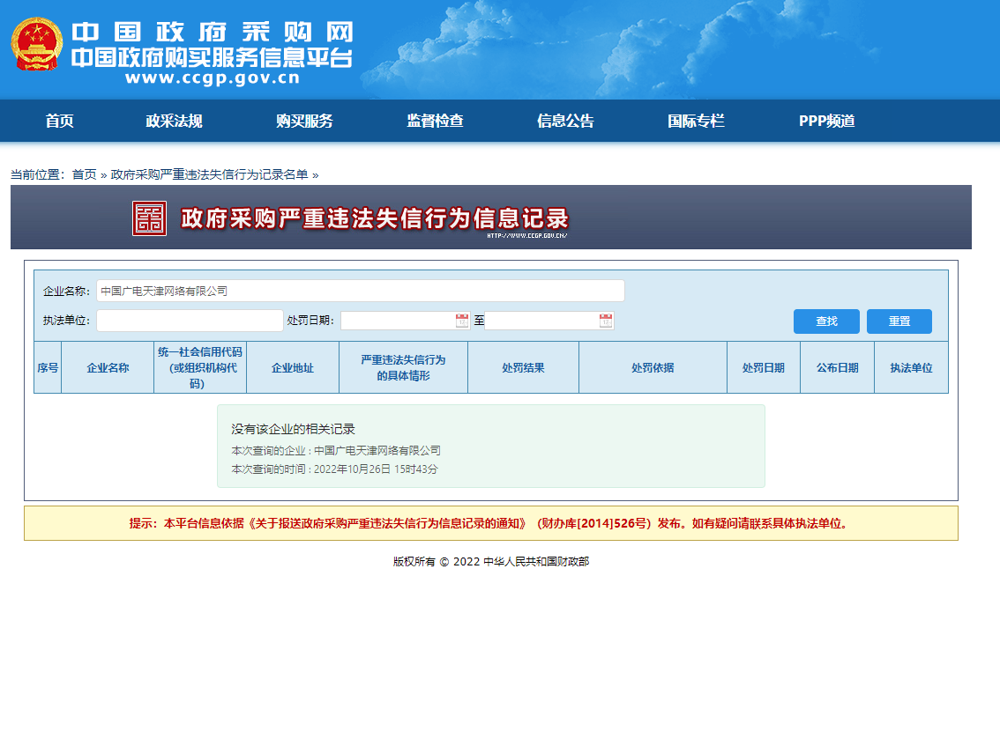 中国政府采购网
中国政府购买服务信息平台
www.ccgp.gov.cn
首页 政采法规 购买服务 监督检查 信息公告 国际专栏 PPP频道
当前位置：首页 » 政府采购严重违法失信行为记录名单 »
政府采购严重违法失信行为信息记录
HTTP://WWW.CCGP.GOV.CN/
企业名称： 中国广电天津网络有限公司
执法单位： 处罚日期： 12 至 12 查找 重置
序号 企业名称 统一社会信用代码（或组织机构代码） 企业地址 严重违法失信行为的具体情形 处罚结果 处罚依据 处罚日期 公布日期 执法单位
没有该企业的相关记录
本次查询的企业 : 中国广电天津网络有限公司
本次查询的时间 : 2022年10月26日 15时43分
提示：本平台信息依据《关于报送政府采购严重违法失信行为信息记录的通知》（财办库[2014]526号）发布。如有疑问请联系具体执法单位。
版权所有 © 2022 中华人民共和国财政部